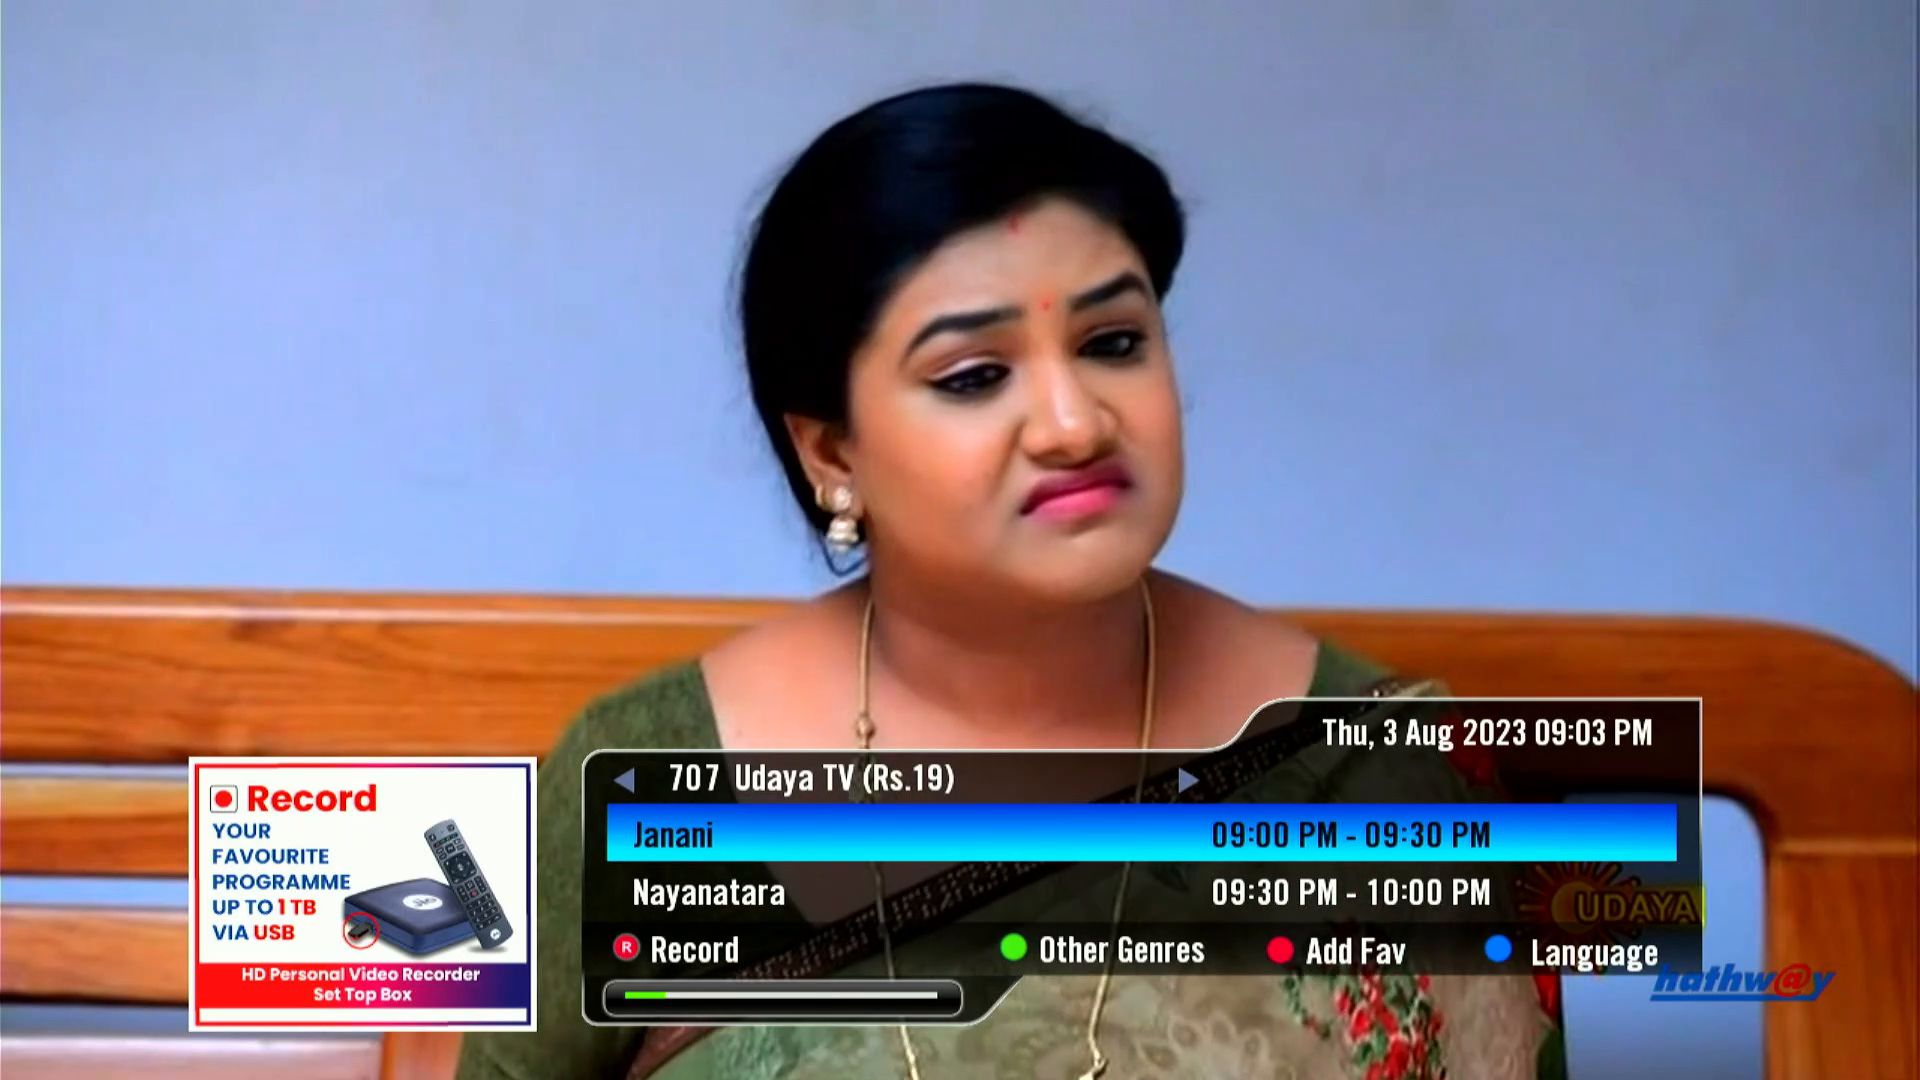 Thu, 3 Aug 2023 09:03 PM
707 Udaya TV (Rs.19)
Janani 09:00 PM - 09:30 PM
Nayanatara 09:30 PM - 10:00 PM
UDAYA
R Record Other Genres Add Fav Language
hathw@y
Record
YOUR
FAVOURITE
PROGRAMME
UP TO 1 TB
VIA USB
Jio
HD Personal Video Recorder
Set Top Box